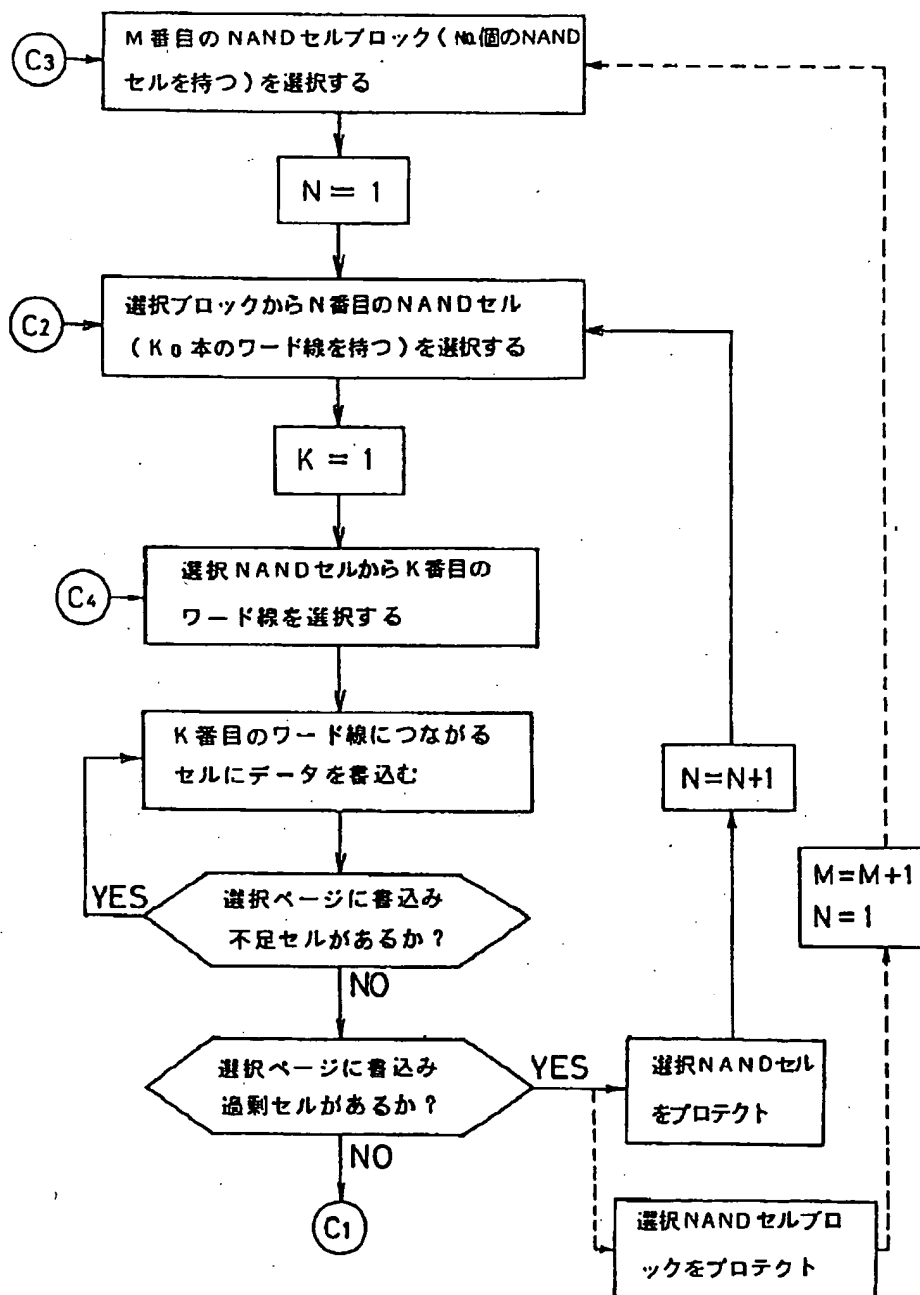 C3
M番目のNANDセルブロック(N0個のNAND
セルを持つ)を選択する
N = 1
C2
選択ブロックからN番目のNANDセル
(K0本のワード線を持つ)を選択する
K = 1
C4
選択NANDセルからK番目の
ワード線を選択する
K番目のワード線につながる
セルにデータを書込む
N=N+1
YES
選択ページに書込み
不足セルがあるか?
NO
M=M+1
N=1
選択ページに書込み
過剰セルがあるか?
YES
選択NANDセル
をプロテクト
NO
C1
選択NANDセルブロ
ックをプロテクト